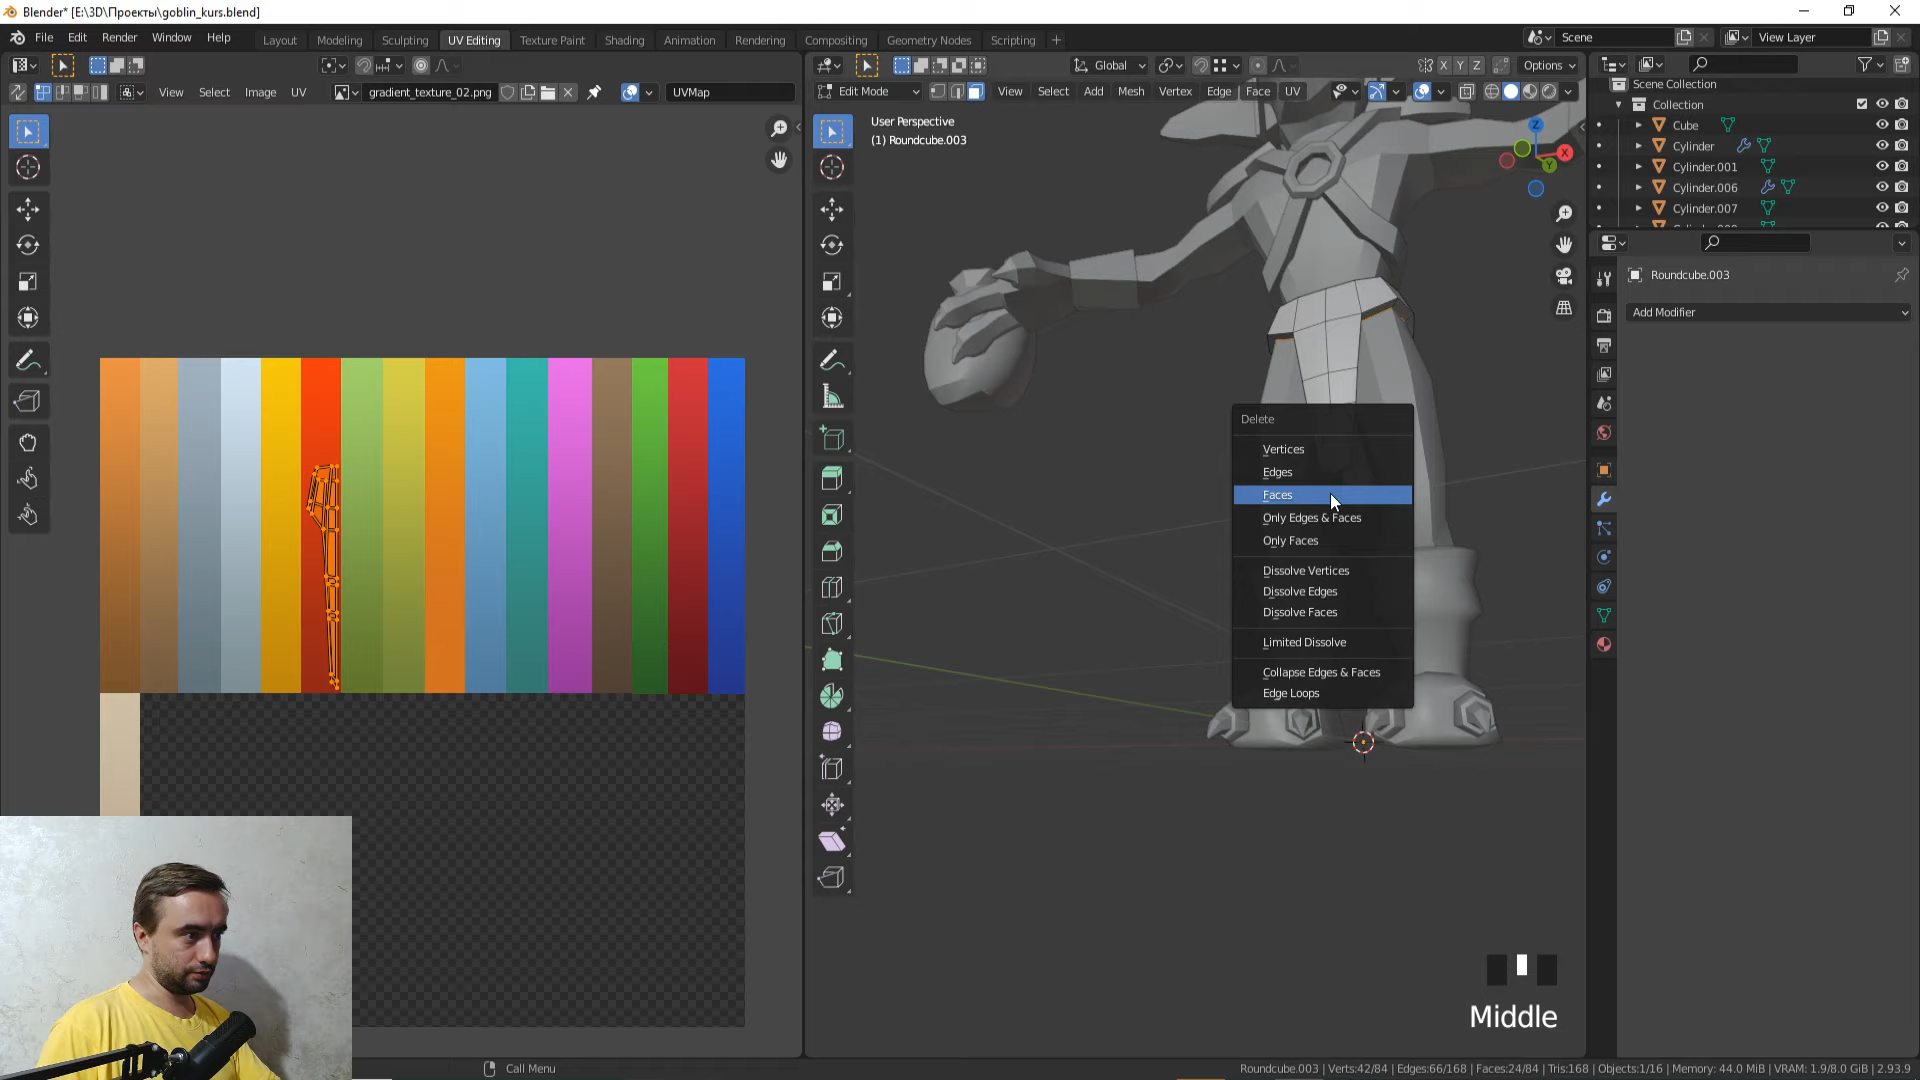 Blender* [E:\3D\Проекты\goblin_kurs.blend]
File Edit Render Window Help
Layout Modeling Sculpting UV Editing Texture Paint Shading Animation Rendering Compositing Geometry Nodes Scripting +
Scene View Layer
Global X Y Z Options
View Select Image UV gradient_texture_02.png UVMap
Edit Mode View Select Add Mesh Vertex Edge Face UV
User Perspective
(1) Roundcube.003
Z
X
Y
Scene Collection
Collection
Cube
Cylinder
Cylinder.001
Cylinder.006
Cylinder.007
Roundcube.003
Add Modifier
Delete
Vertices
Edges
Faces
Only Edges & Faces
Only Faces
Dissolve Vertices
Dissolve Edges
Dissolve Faces
Limited Dissolve
Collapse Edges & Faces
Edge Loops
Middle
Call Menu
Roundcube.003 | Verts:42/84 | Edges:66/168 | Faces:24/84 | Tris:168 | Objects:1/16 | Memory: 44.0 MiB | VRAM: 1.9/8.0 GiB | 2.93.9